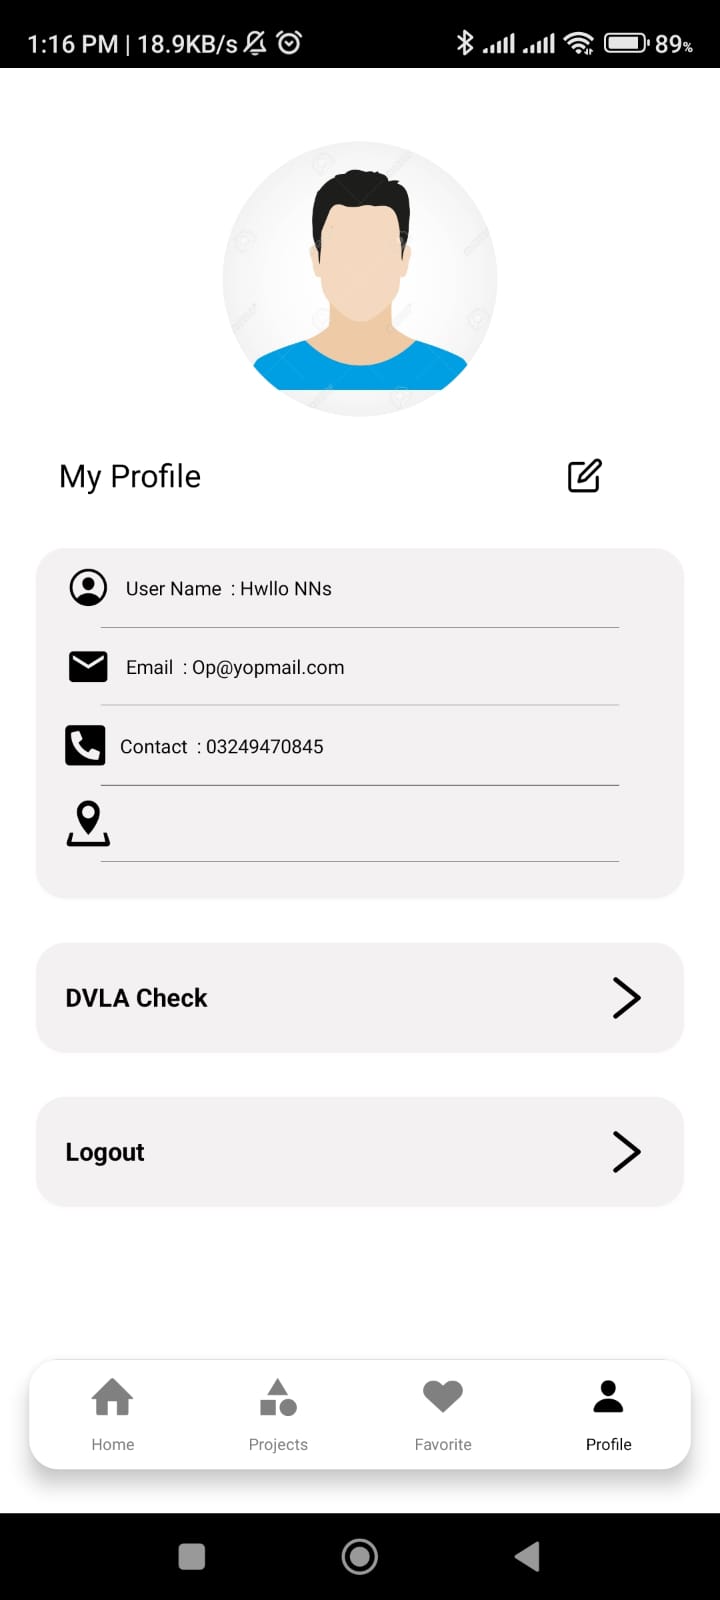 1:16 PM | 18.9KB/s 89%
My Profile
User Name : Hwllo NNs
Email : Op@yopmail.com
Contact : 03249470845
DVLA Check
Logout
Home Projects Favorite Profile